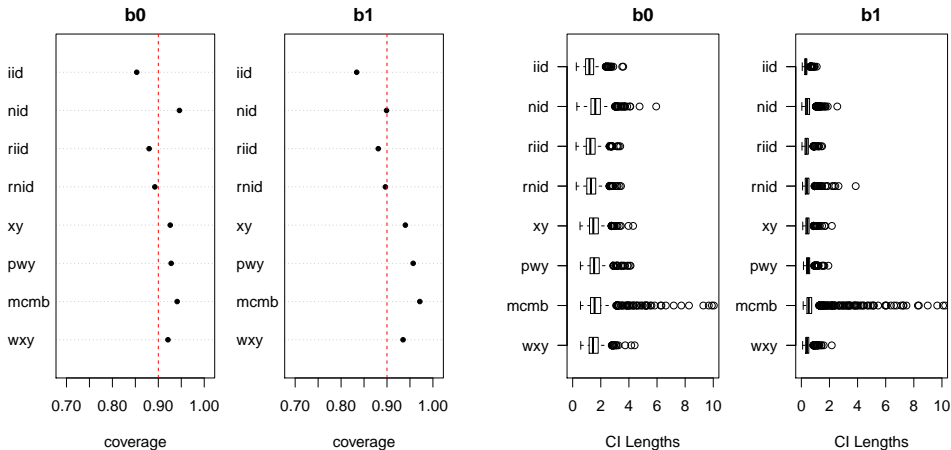 b0
iid
nid
riid
rnid
xy
pwy
mcmb
wxy
0.70 0.80 0.90 1.00
coverage
b1
iid
nid
riid
rnid
xy
pwy
mcmb
wxy
0.70 0.80 0.90 1.00
coverage
b0
iid
nid
riid
rnid
xy
pwy
mcmb
wxy
0 2 4 6 8 10
CI Lengths
b1
iid
nid
riid
rnid
xy
pwy
mcmb
wxy
0 2 4 6 8 10
CI Lengths